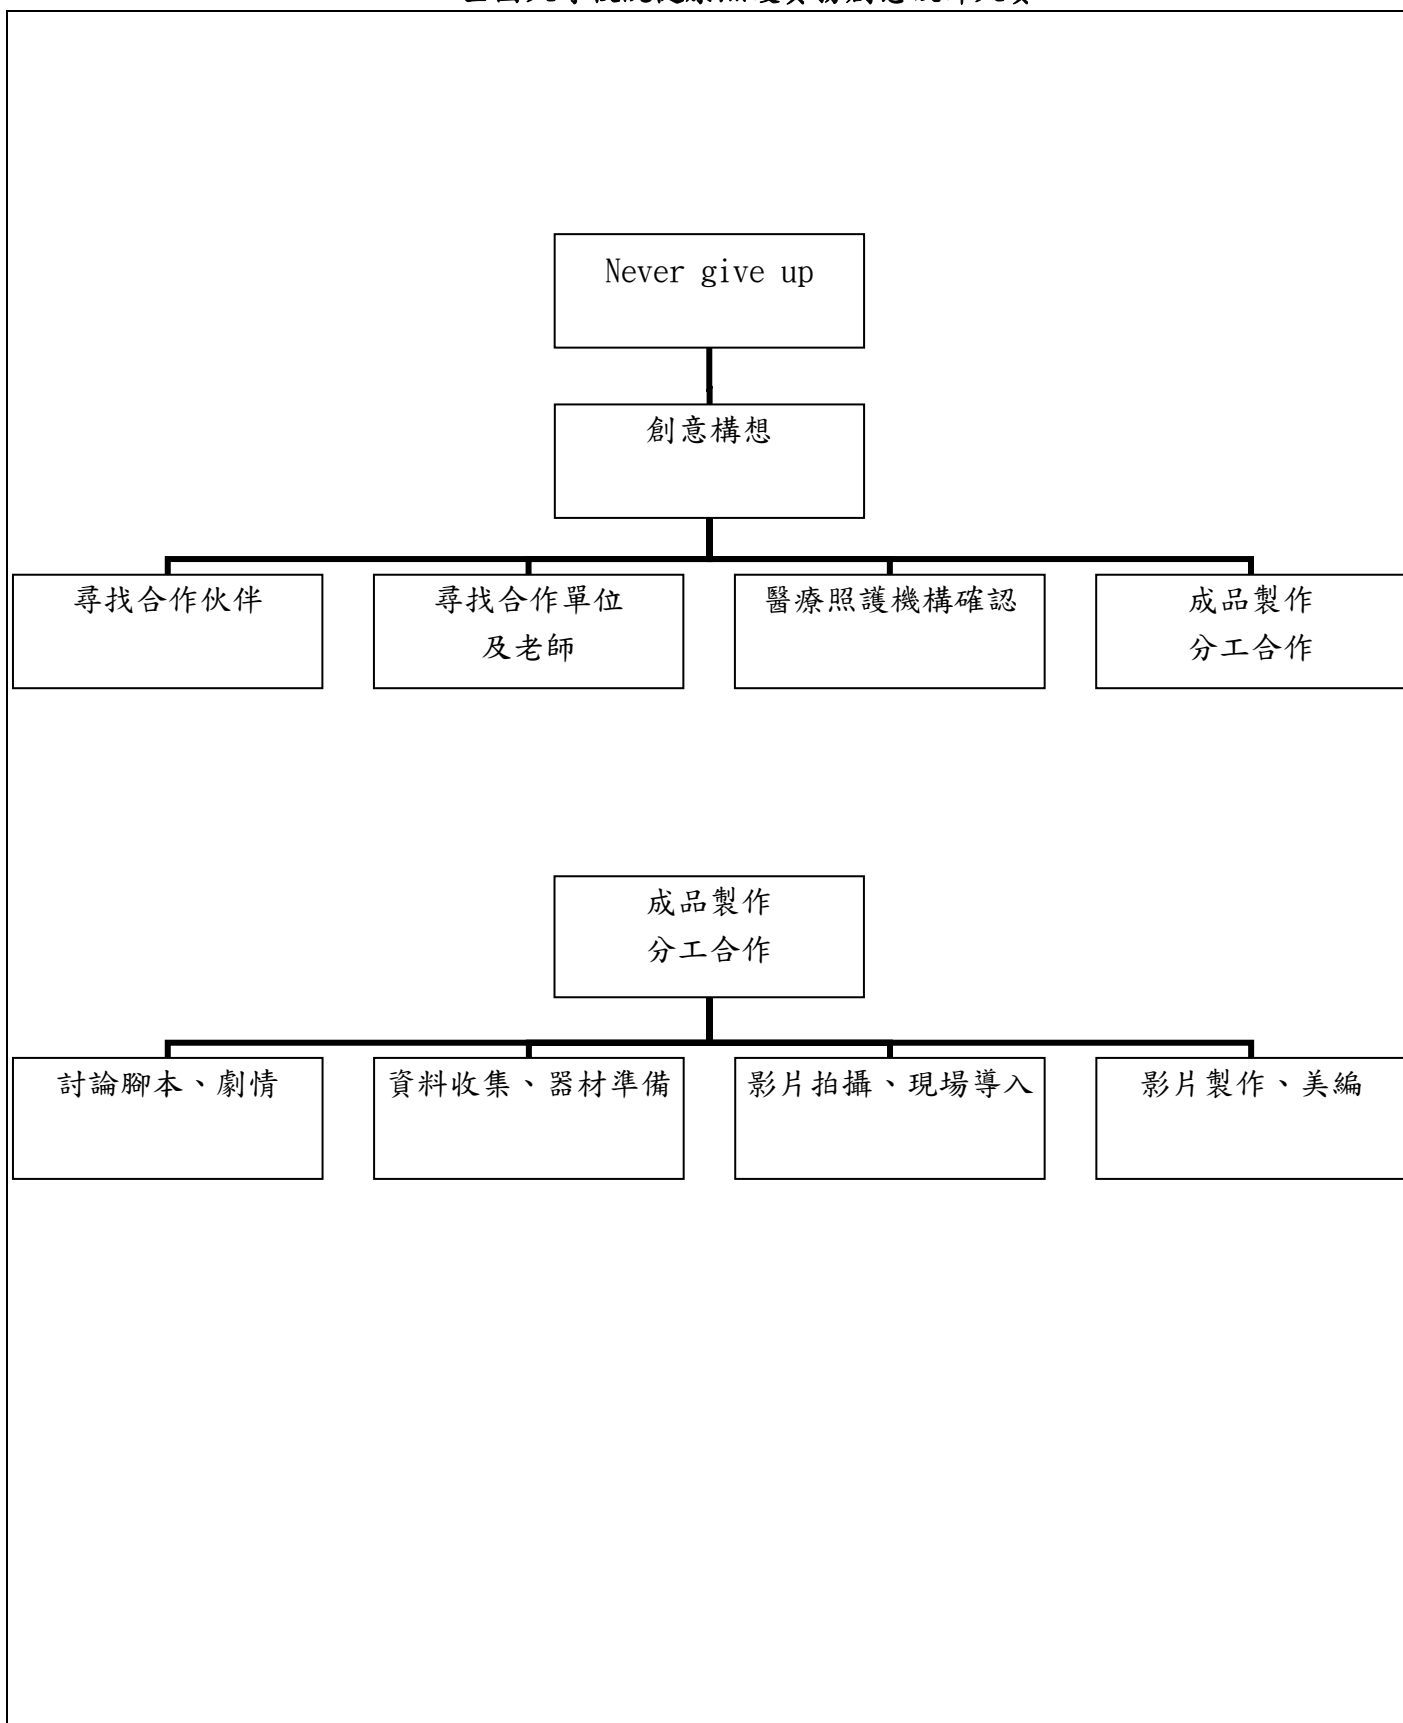 Never give up
創意構想
尋找合作伙伴
尋找合作單位
及老師
醫療照護機構確認
成品製作
分工合作
成品製作
分工合作
討論腳本、劇情
資料收集、器材準備
影片拍攝、現場導入
影片製作、美編